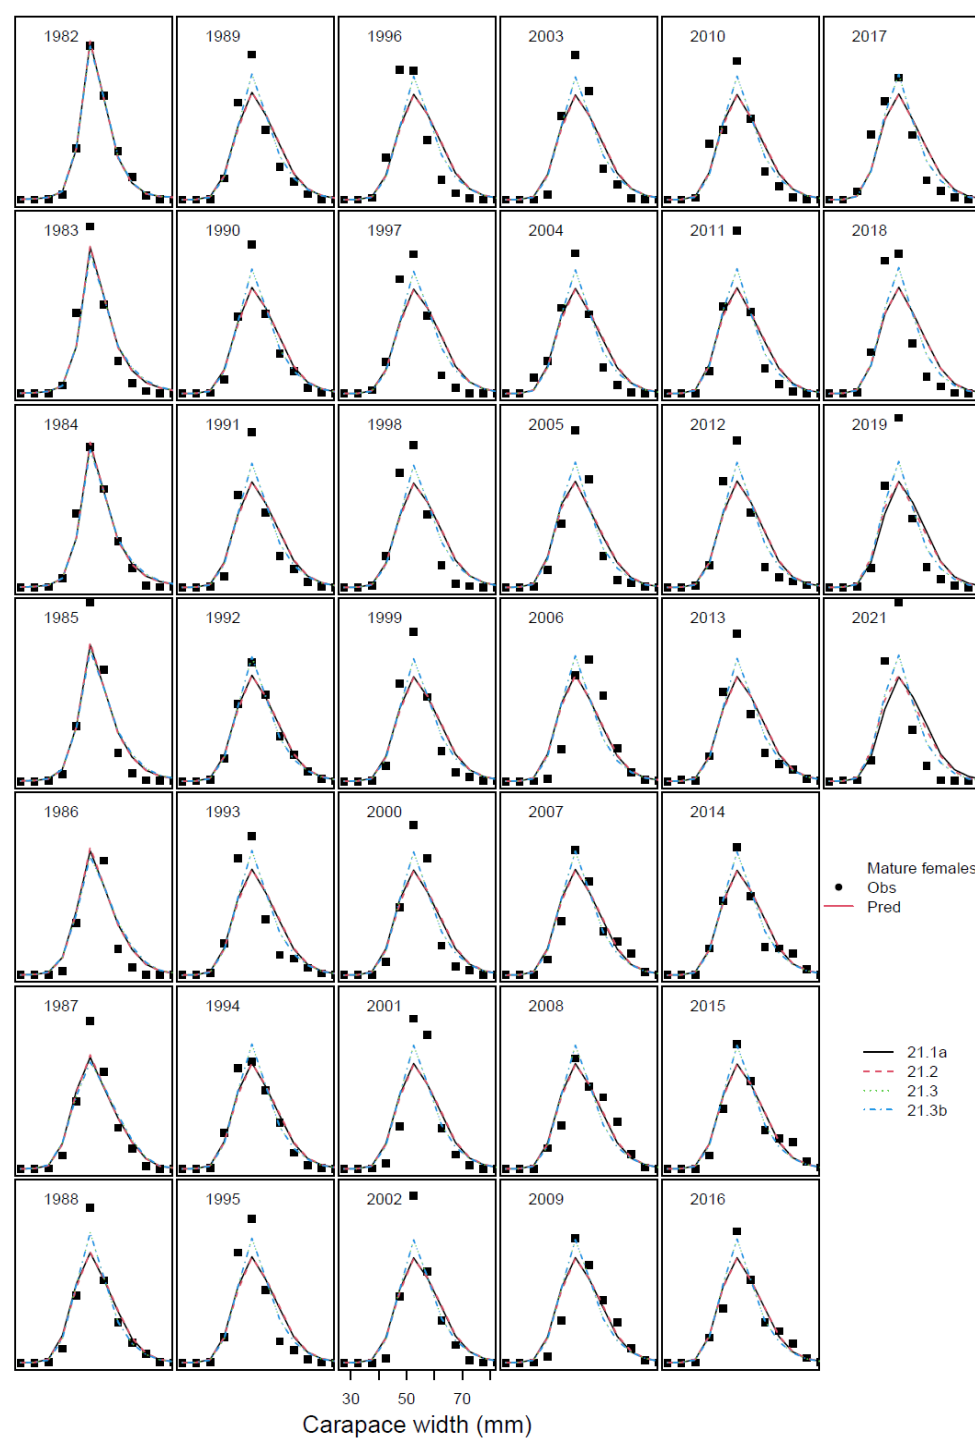 1982 1989 1996 2003 2010 2017
1983 1990 1997 2004 2011 2018
1984 1991 1998 2005 2012 2019
1985 1992 1999 2006 2013 2021
1986 1993 2000 2007 2014
Mature females
Obs
Pred
1987 1994 2001 2008 2015
21.1a
21.2
21.3
21.3b
1988 1995 2002 2009 2016
30 50 70
Carapace width (mm)